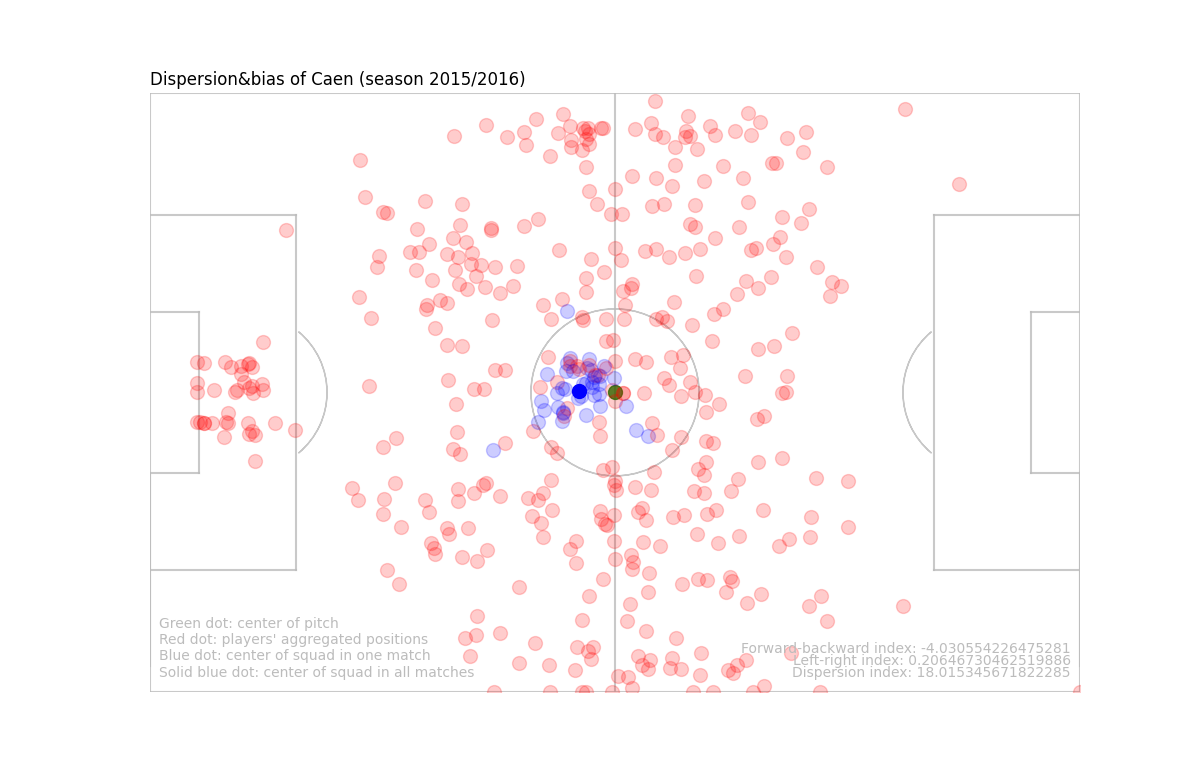 Dispersion&bias of Caen (season 2015/2016)
Green dot: center of pitch
Red dot: players' aggregated positions
Blue dot: center of squad in one match
Solid blue dot: center of squad in all matches
Forward-backward index: -4.030554226475281
Left-right index: 0.20646730462519886
Dispersion index: 18.015345671822285